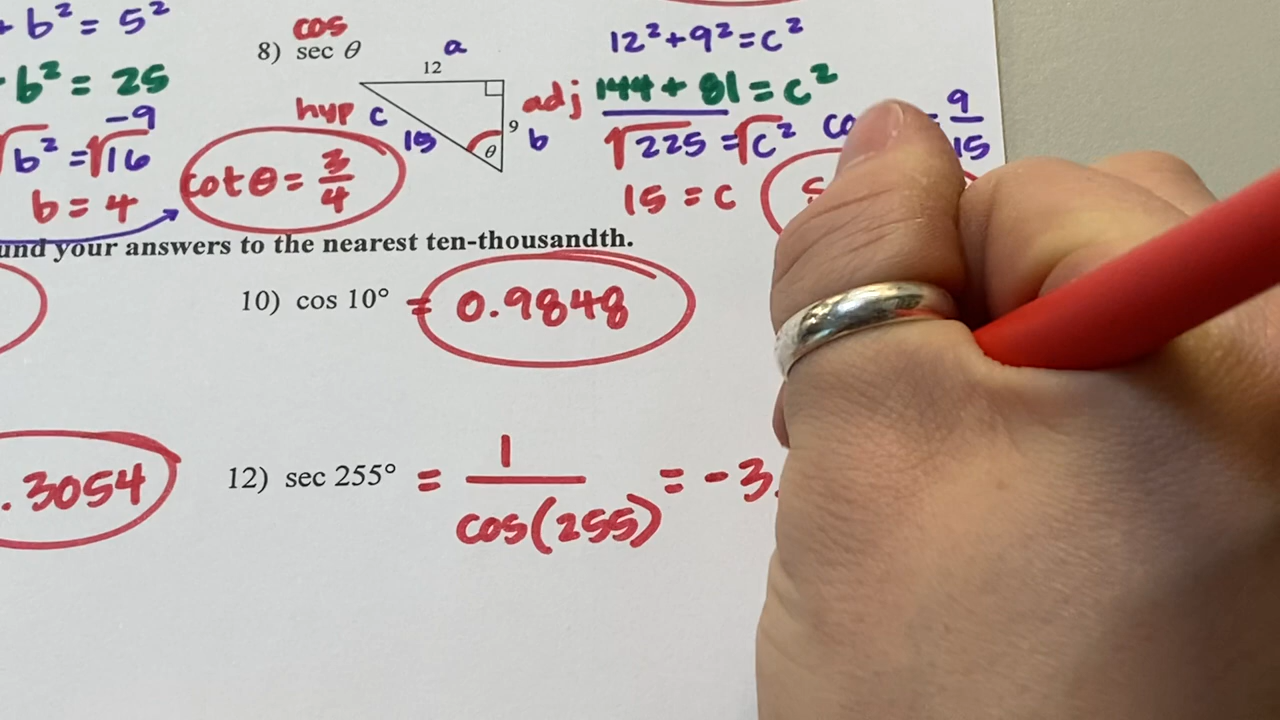 + b² = 5²
b² = 25
-9
√b² = √16
b = 4
cot θ = 3/4
cos
8) sec θ
a
12
hyp c
15
9
b
θ
adj
12² + 9² = c²
144 + 81 = c²
√225 = √c²
15 = c
= 9/15
und your answers to the nearest ten-thousandth.
10) cos 10° = 0.9848
.3054
12) sec 255° = 1/cos(255) = -3.